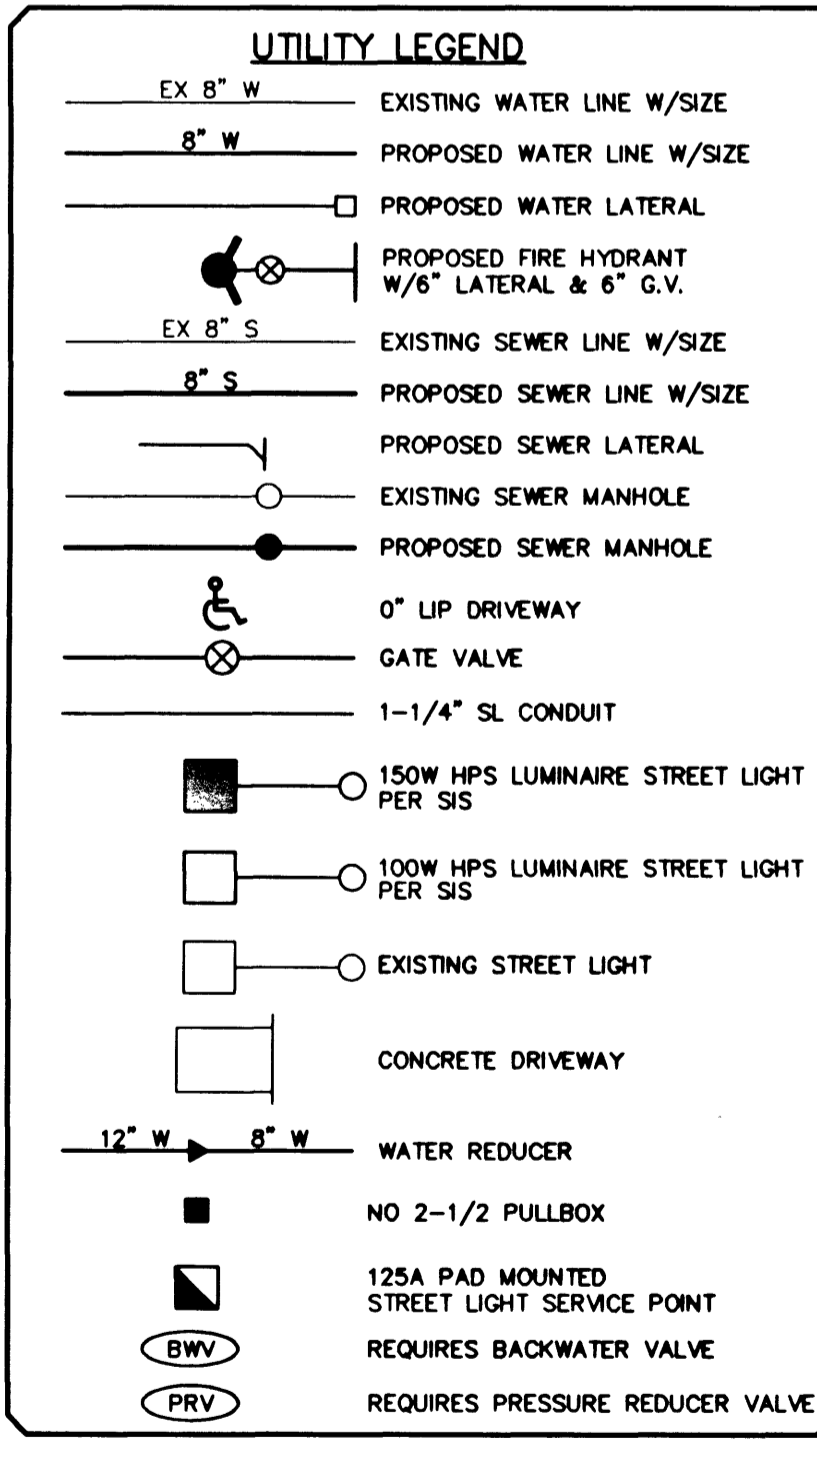 UTILITY LEGEND
EX 8" W
EXISTING WATER LINE W/SIZE
8" W
PROPOSED WATER LINE W/SIZE
PROPOSED WATER LATERAL
PROPOSED FIRE HYDRANT
W/6" LATERAL & 6" G.V.
EX 8" S
EXISTING SEWER LINE W/SIZE
8" S
PROPOSED SEWER LINE W/SIZE
PROPOSED SEWER LATERAL
EXISTING SEWER MANHOLE
PROPOSED SEWER MANHOLE
0" LIP DRIVEWAY
GATE VALVE
1-1/4" SL CONDUIT
150W HPS LUMINAIRE STREET LIGHT
PER SIS
100W HPS LUMINAIRE STREET LIGHT
PER SIS
EXISTING STREET LIGHT
CONCRETE DRIVEWAY
12" W 8" W
WATER REDUCER
NO 2-1/2 PULLBOX
125A PAD MOUNTED
STREET LIGHT SERVICE POINT
BWV
REQUIRES BACKWATER VALVE
PRV
REQUIRES PRESSURE REDUCER VALVE